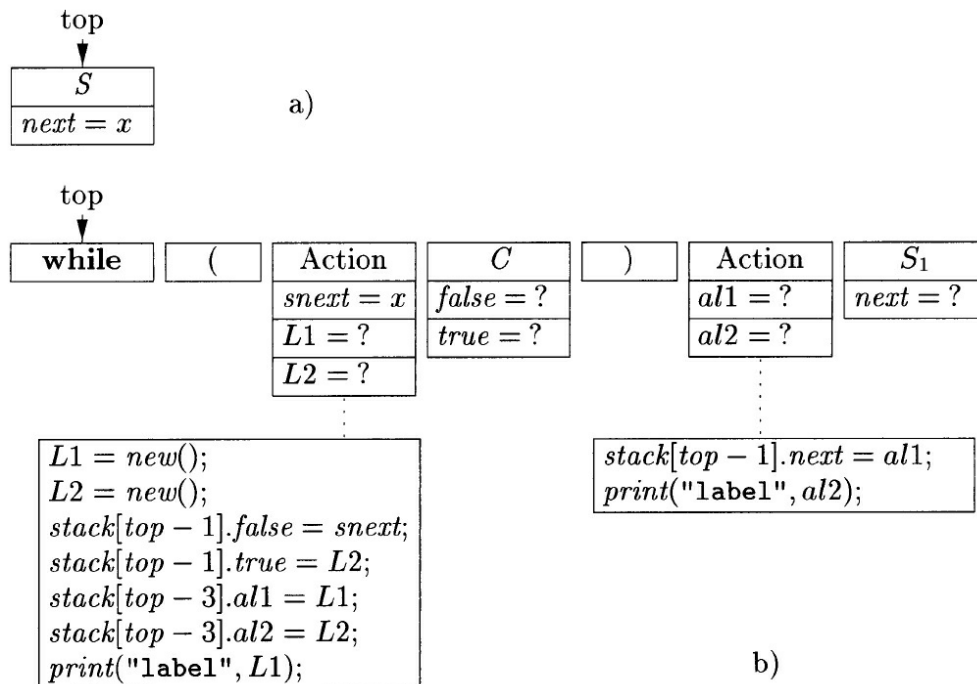 top
S
next = x
a)
top
while ( Action C ) Action S1
snext = x false = ? al1 = ? next = ?
L1 = ? true = ? al2 = ?
L2 = ?
L1 = new();
L2 = new();
stack[top − 1].false = snext;
stack[top − 1].true = L2;
stack[top − 3].al1 = L1;
stack[top − 3].al2 = L2;
print("label", L1);
stack[top − 1].next = al1;
print("label", al2);
b)